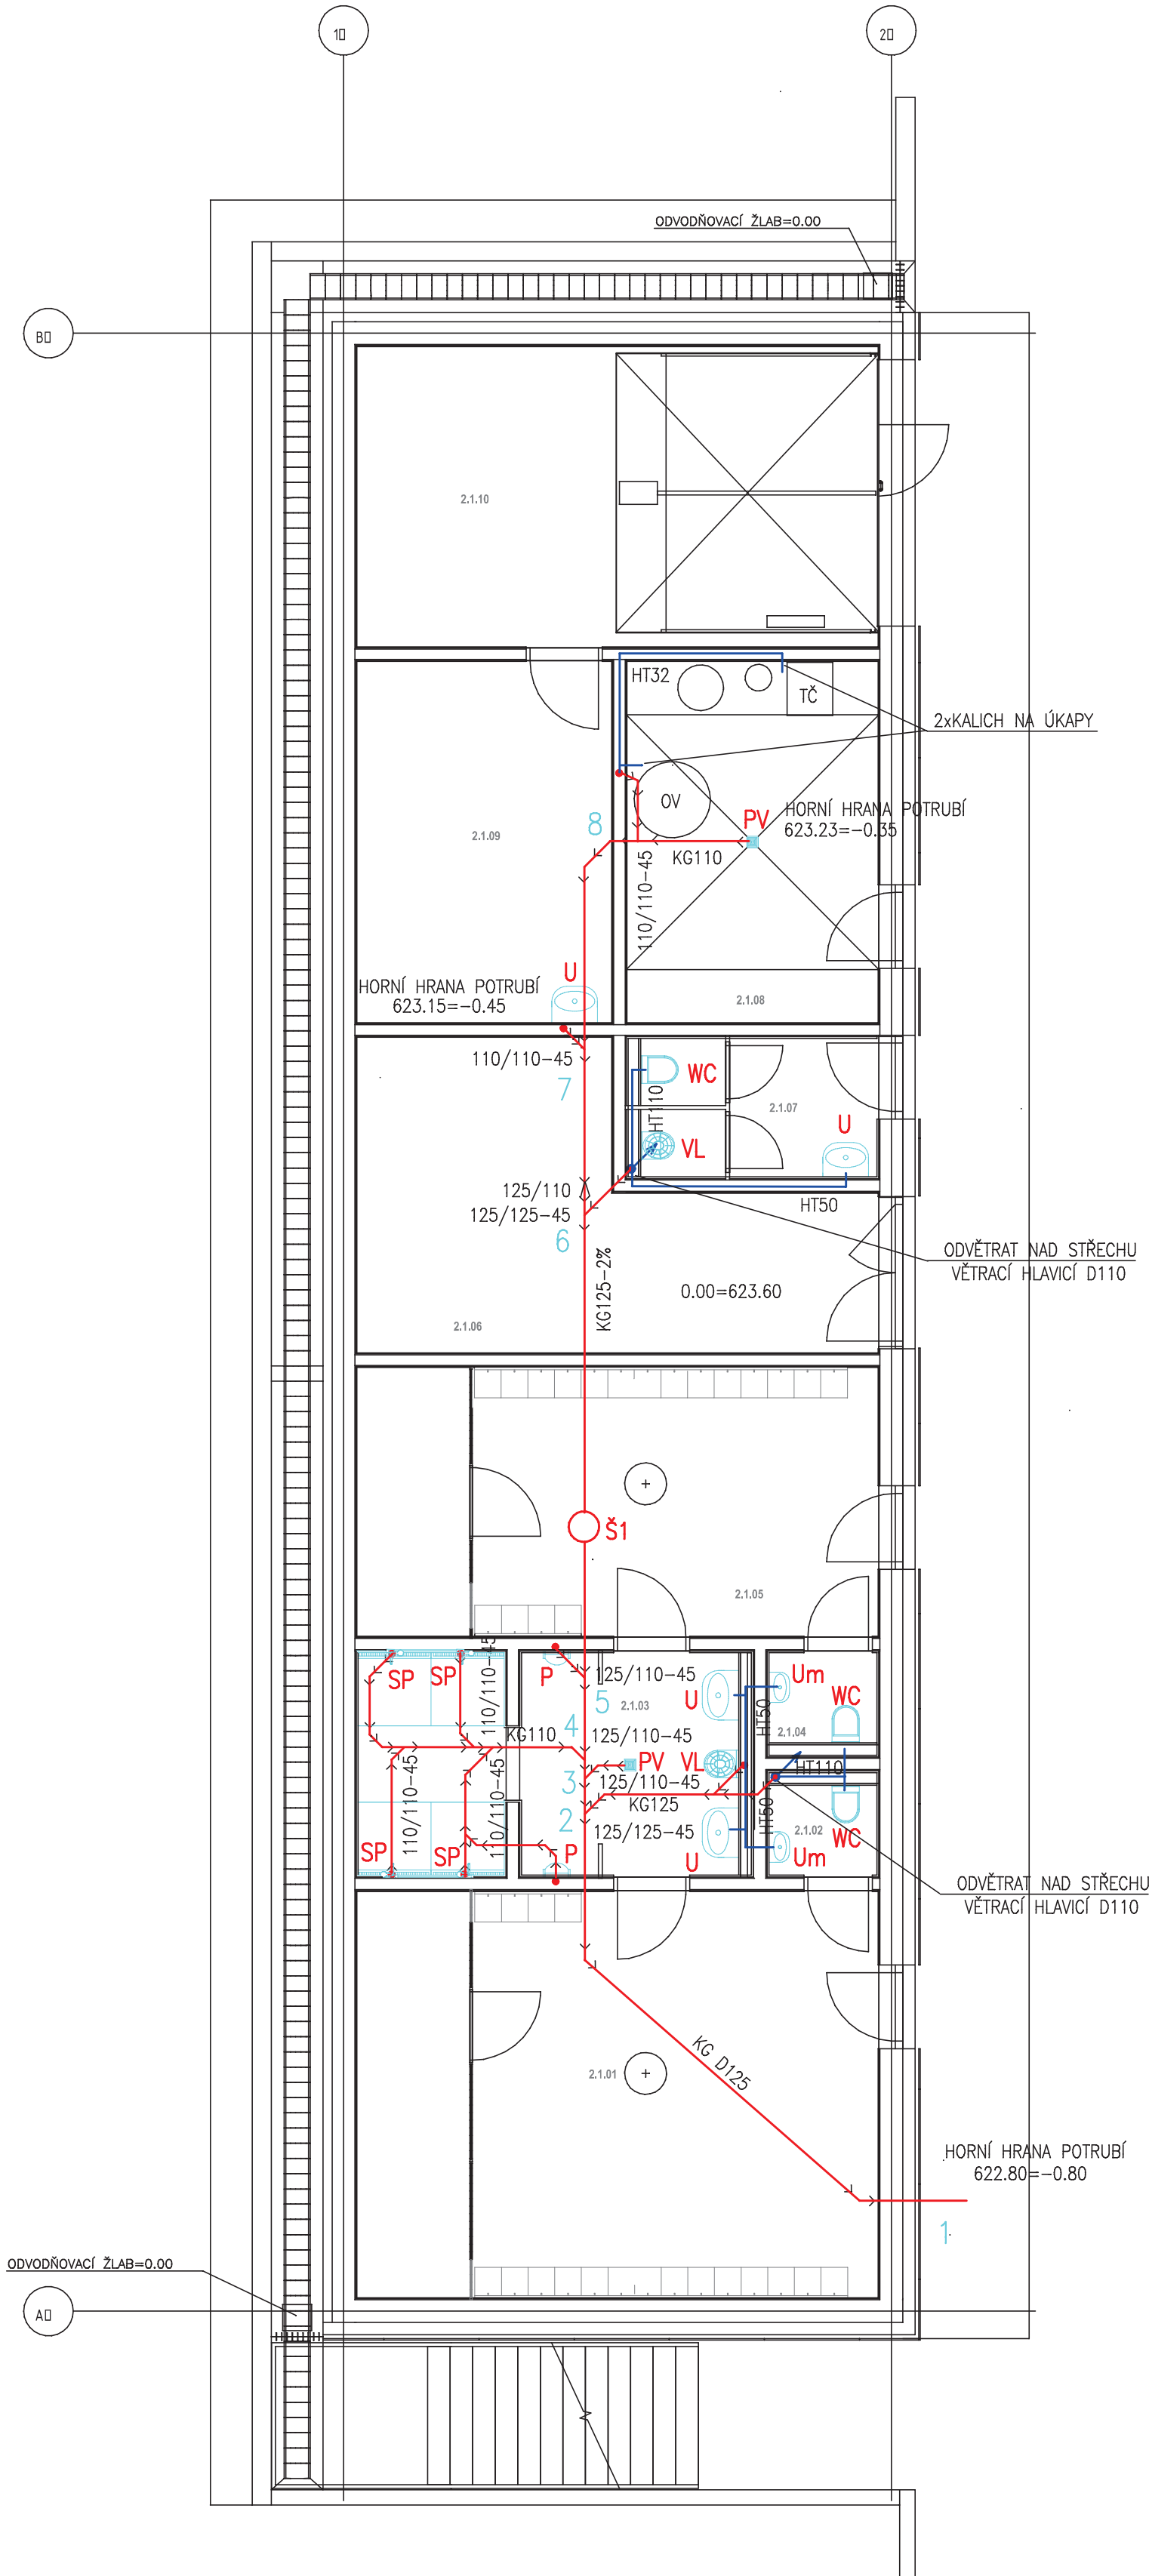 1
2
ODVODŇOVACÍ ŽLAB=0.00
B
2.1.10
HT32
TČ
2xKALICH NA ÚKAPY
OV
PV
HORNÍ HRANA POTRUBÍ
623.23=-0.35
8
2.1.09
KG110
110/110-45
U
HORNÍ HRANA POTRUBÍ
623.15=-0.45
2.1.08
110/110-45
7
WC
HT110
2.1.07
U
VL
125/110
125/125-45
6
HT50
ODVĚTRAT NAD STŘECHU
VĚTRACÍ HLAVICÍ D110
KG125-2%
0.00=623.60
2.1.06
Š1
2.1.05
SP
SP
110/110-45
P
125/110-45
5
2.1.03
U
HT50
Um
WC
2.1.04
4
KG110
125/110-45
PV
VL
3
125/110-45
HT110
KG125
2
110/110-45
110/110-45
125/125-45
HT50
2.1.02
SP
SP
P
U
WC
Um
ODVĚTRAT NAD STŘECHU
VĚTRACÍ HLAVICÍ D110
KG D125
2.1.01
HORNÍ HRANA POTRUBÍ
622.80=-0.80
1
ODVODŇOVACÍ ŽLAB=0.00
A